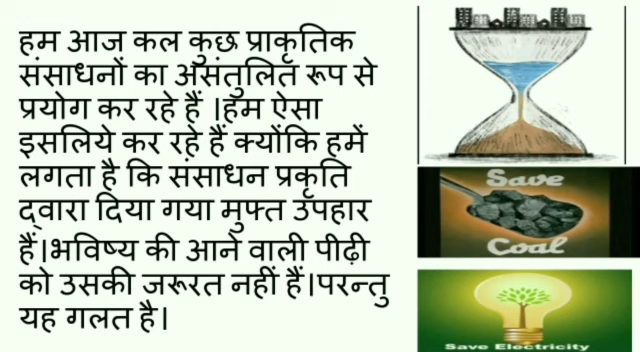 हम आज कल कुछ प्राकृतिक
संसाधनों का असंतुलित रूप से
प्रयोग कर रहे हैं ।हम ऐसा
इसलिये कर रहे हैं क्योंकि हमें
लगता है कि संसाधन प्रकृति
द्वारा दिया गया मुफ्त उपहार
हैं।भविष्य की आने वाली पीढ़ी
को उसकी जरूरत नहीं हैं।परन्तु
यह गलत है।
Save
Coal
Save Electricity